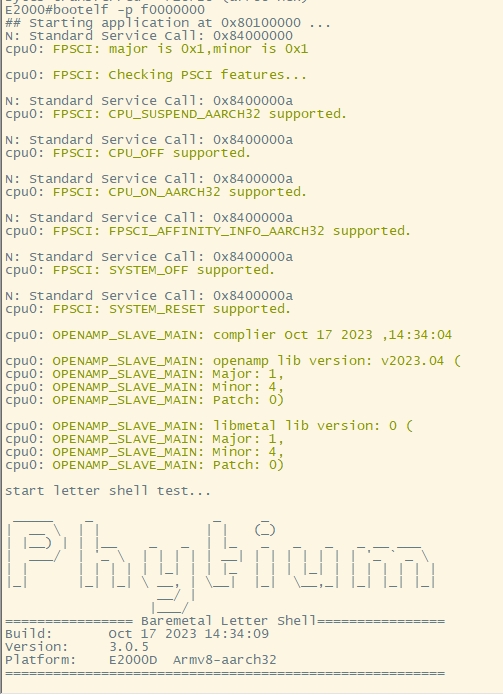 E2000#bootelf -p f0000000
## Starting application at 0x80100000 ...
N: Standard Service Call: 0x84000000
cpu0: FPSCI: major is 0x1,minor is 0x1
cpu0: FPSCI: Checking PSCI features...
N: Standard Service Call: 0x8400000a
cpu0: FPSCI: CPU_SUSPEND_AARCH32 supported.
N: Standard Service Call: 0x8400000a
cpu0: FPSCI: CPU_OFF supported.
N: Standard Service Call: 0x8400000a
cpu0: FPSCI: CPU_ON_AARCH32 supported.
N: Standard Service Call: 0x8400000a
cpu0: FPSCI: FPSCI_AFFINITY_INFO_AARCH32 supported.
N: Standard Service Call: 0x8400000a
cpu0: FPSCI: SYSTEM_OFF supported.
N: Standard Service Call: 0x8400000a
cpu0: FPSCI: SYSTEM_RESET supported.
cpu0: OPENAMP_SLAVE_MAIN: complier Oct 17 2023 ,14:34:04
cpu0: OPENAMP_SLAVE_MAIN: openamp lib version: v2023.04 (
cpu0: OPENAMP_SLAVE_MAIN: Major: 1,
cpu0: OPENAMP_SLAVE_MAIN: Minor: 4,
cpu0: OPENAMP_SLAVE_MAIN: Patch: 0)
cpu0: OPENAMP_SLAVE_MAIN: libmetal lib version: 0 (
cpu0: OPENAMP_SLAVE_MAIN: Major: 1,
cpu0: OPENAMP_SLAVE_MAIN: Minor: 4,
cpu0: OPENAMP_SLAVE_MAIN: Patch: 0)
start letter shell test...
Phytium
================ Baremetal Letter Shell================
Build: Oct 17 2023 14:34:09
Version: 3.0.5
Platform: E2000D Armv8-aarch32
========================================================